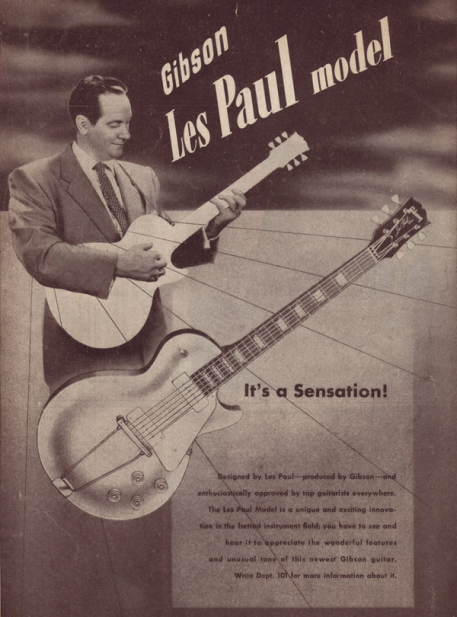 Gibson
Les Paul model
It's a Sensation!
Designed by Les Paul—produced by Gibson—and
enthusiastically approved by top guitarists everywhere.
The Les Paul Model is a unique and exciting innova-
tion in the fretted instrument field; you have to see and
hear it to appreciate the wonderful features
and unusual tone of this newest Gibson guitar.
Write Dept. 101 for more information about it.